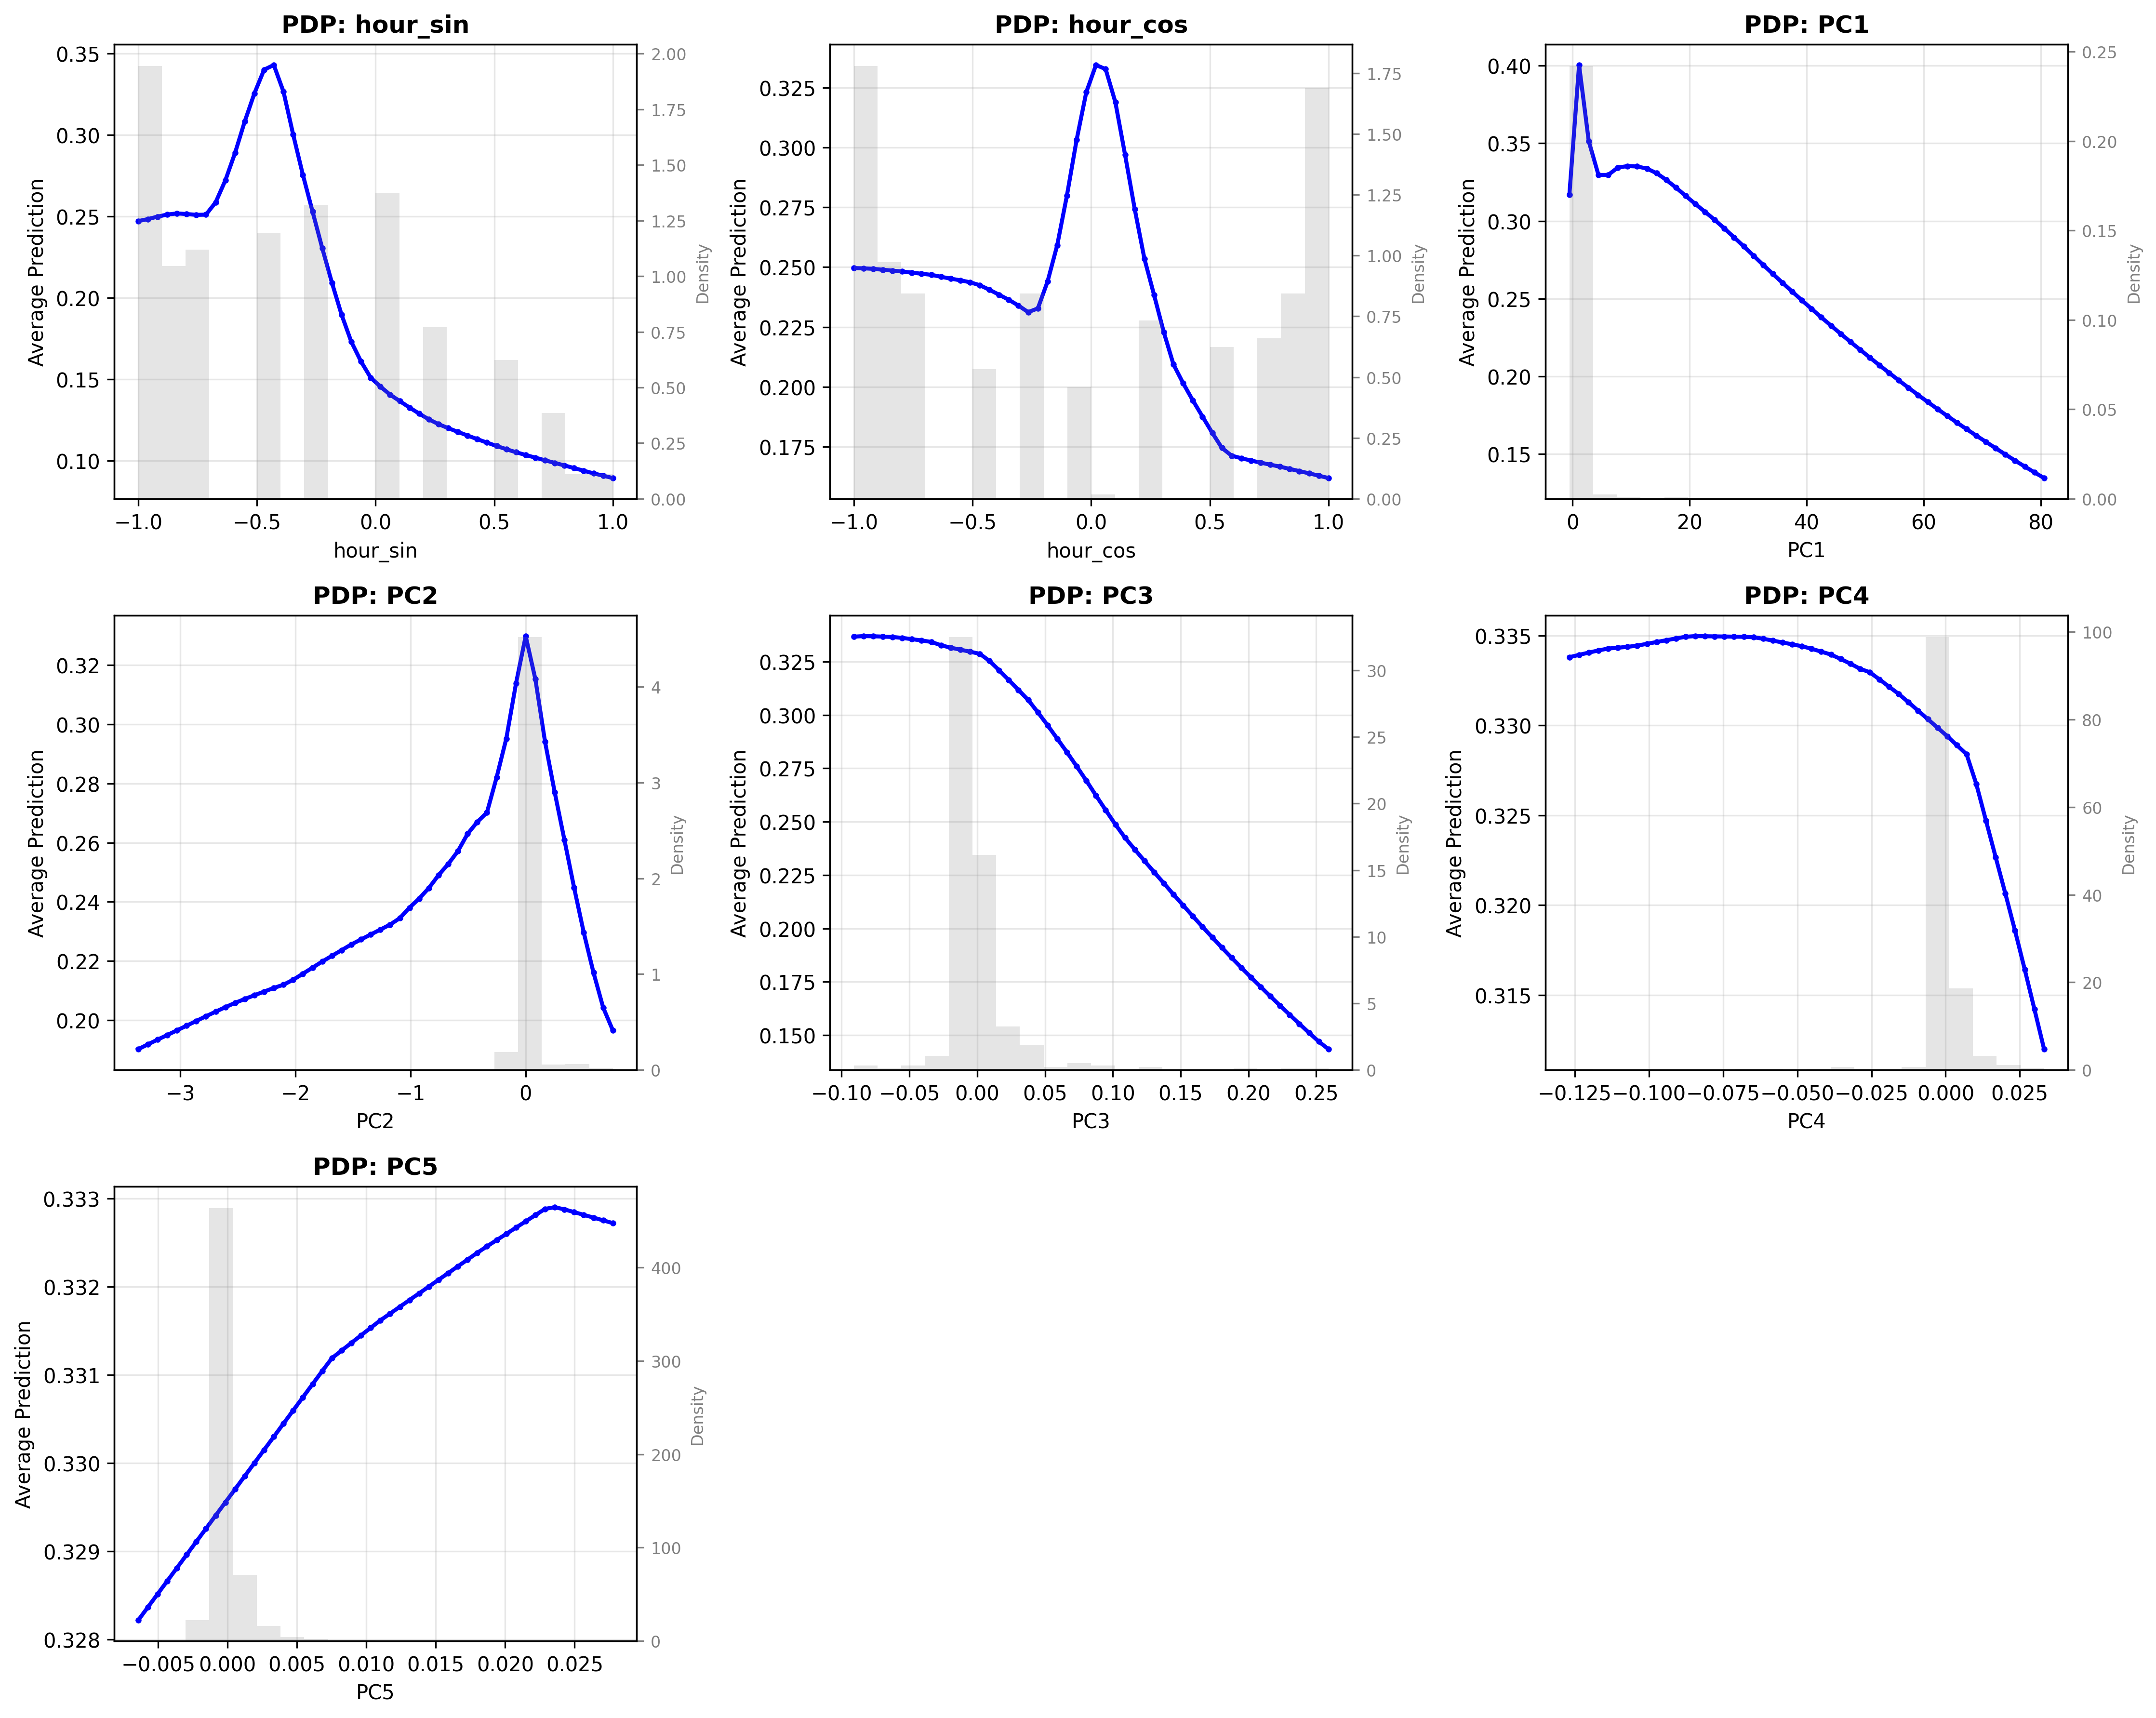 PDP: hour_sin
0.35
0.30
0.25
0.20
0.15
0.10
Average Prediction
2.00
1.75
1.50
1.25
1.00
0.75
0.50
0.25
0.00
Density
−1.0 −0.5 0.0 0.5 1.0
hour_sin
PDP: hour_cos
0.325
0.300
0.275
0.250
0.225
0.200
0.175
Average Prediction
1.75
1.50
1.25
1.00
0.75
0.50
0.25
0.00
Density
−1.0 −0.5 0.0 0.5 1.0
hour_cos
PDP: PC1
0.40
0.35
0.30
0.25
0.20
0.15
Average Prediction
0.25
0.20
0.15
0.10
0.05
0.00
Density
0 20 40 60 80
PC1
PDP: PC2
0.32
0.30
0.28
0.26
0.24
0.22
0.20
Average Prediction
4
3
2
1
0
Density
−3 −2 −1 0
PC2
PDP: PC3
0.325
0.300
0.275
0.250
0.225
0.200
0.175
0.150
Average Prediction
30
25
20
15
10
5
0
Density
−0.10 −0.05 0.00 0.05 0.10 0.15 0.20 0.25
PC3
PDP: PC4
0.335
0.330
0.325
0.320
0.315
Average Prediction
100
80
60
40
20
0
Density
−0.125 −0.100 −0.075 −0.050 −0.025 0.000 0.025
PC4
PDP: PC5
0.333
0.332
0.331
0.330
0.329
0.328
Average Prediction
400
300
200
100
0
Density
−0.005 0.000 0.005 0.010 0.015 0.020 0.025
PC5